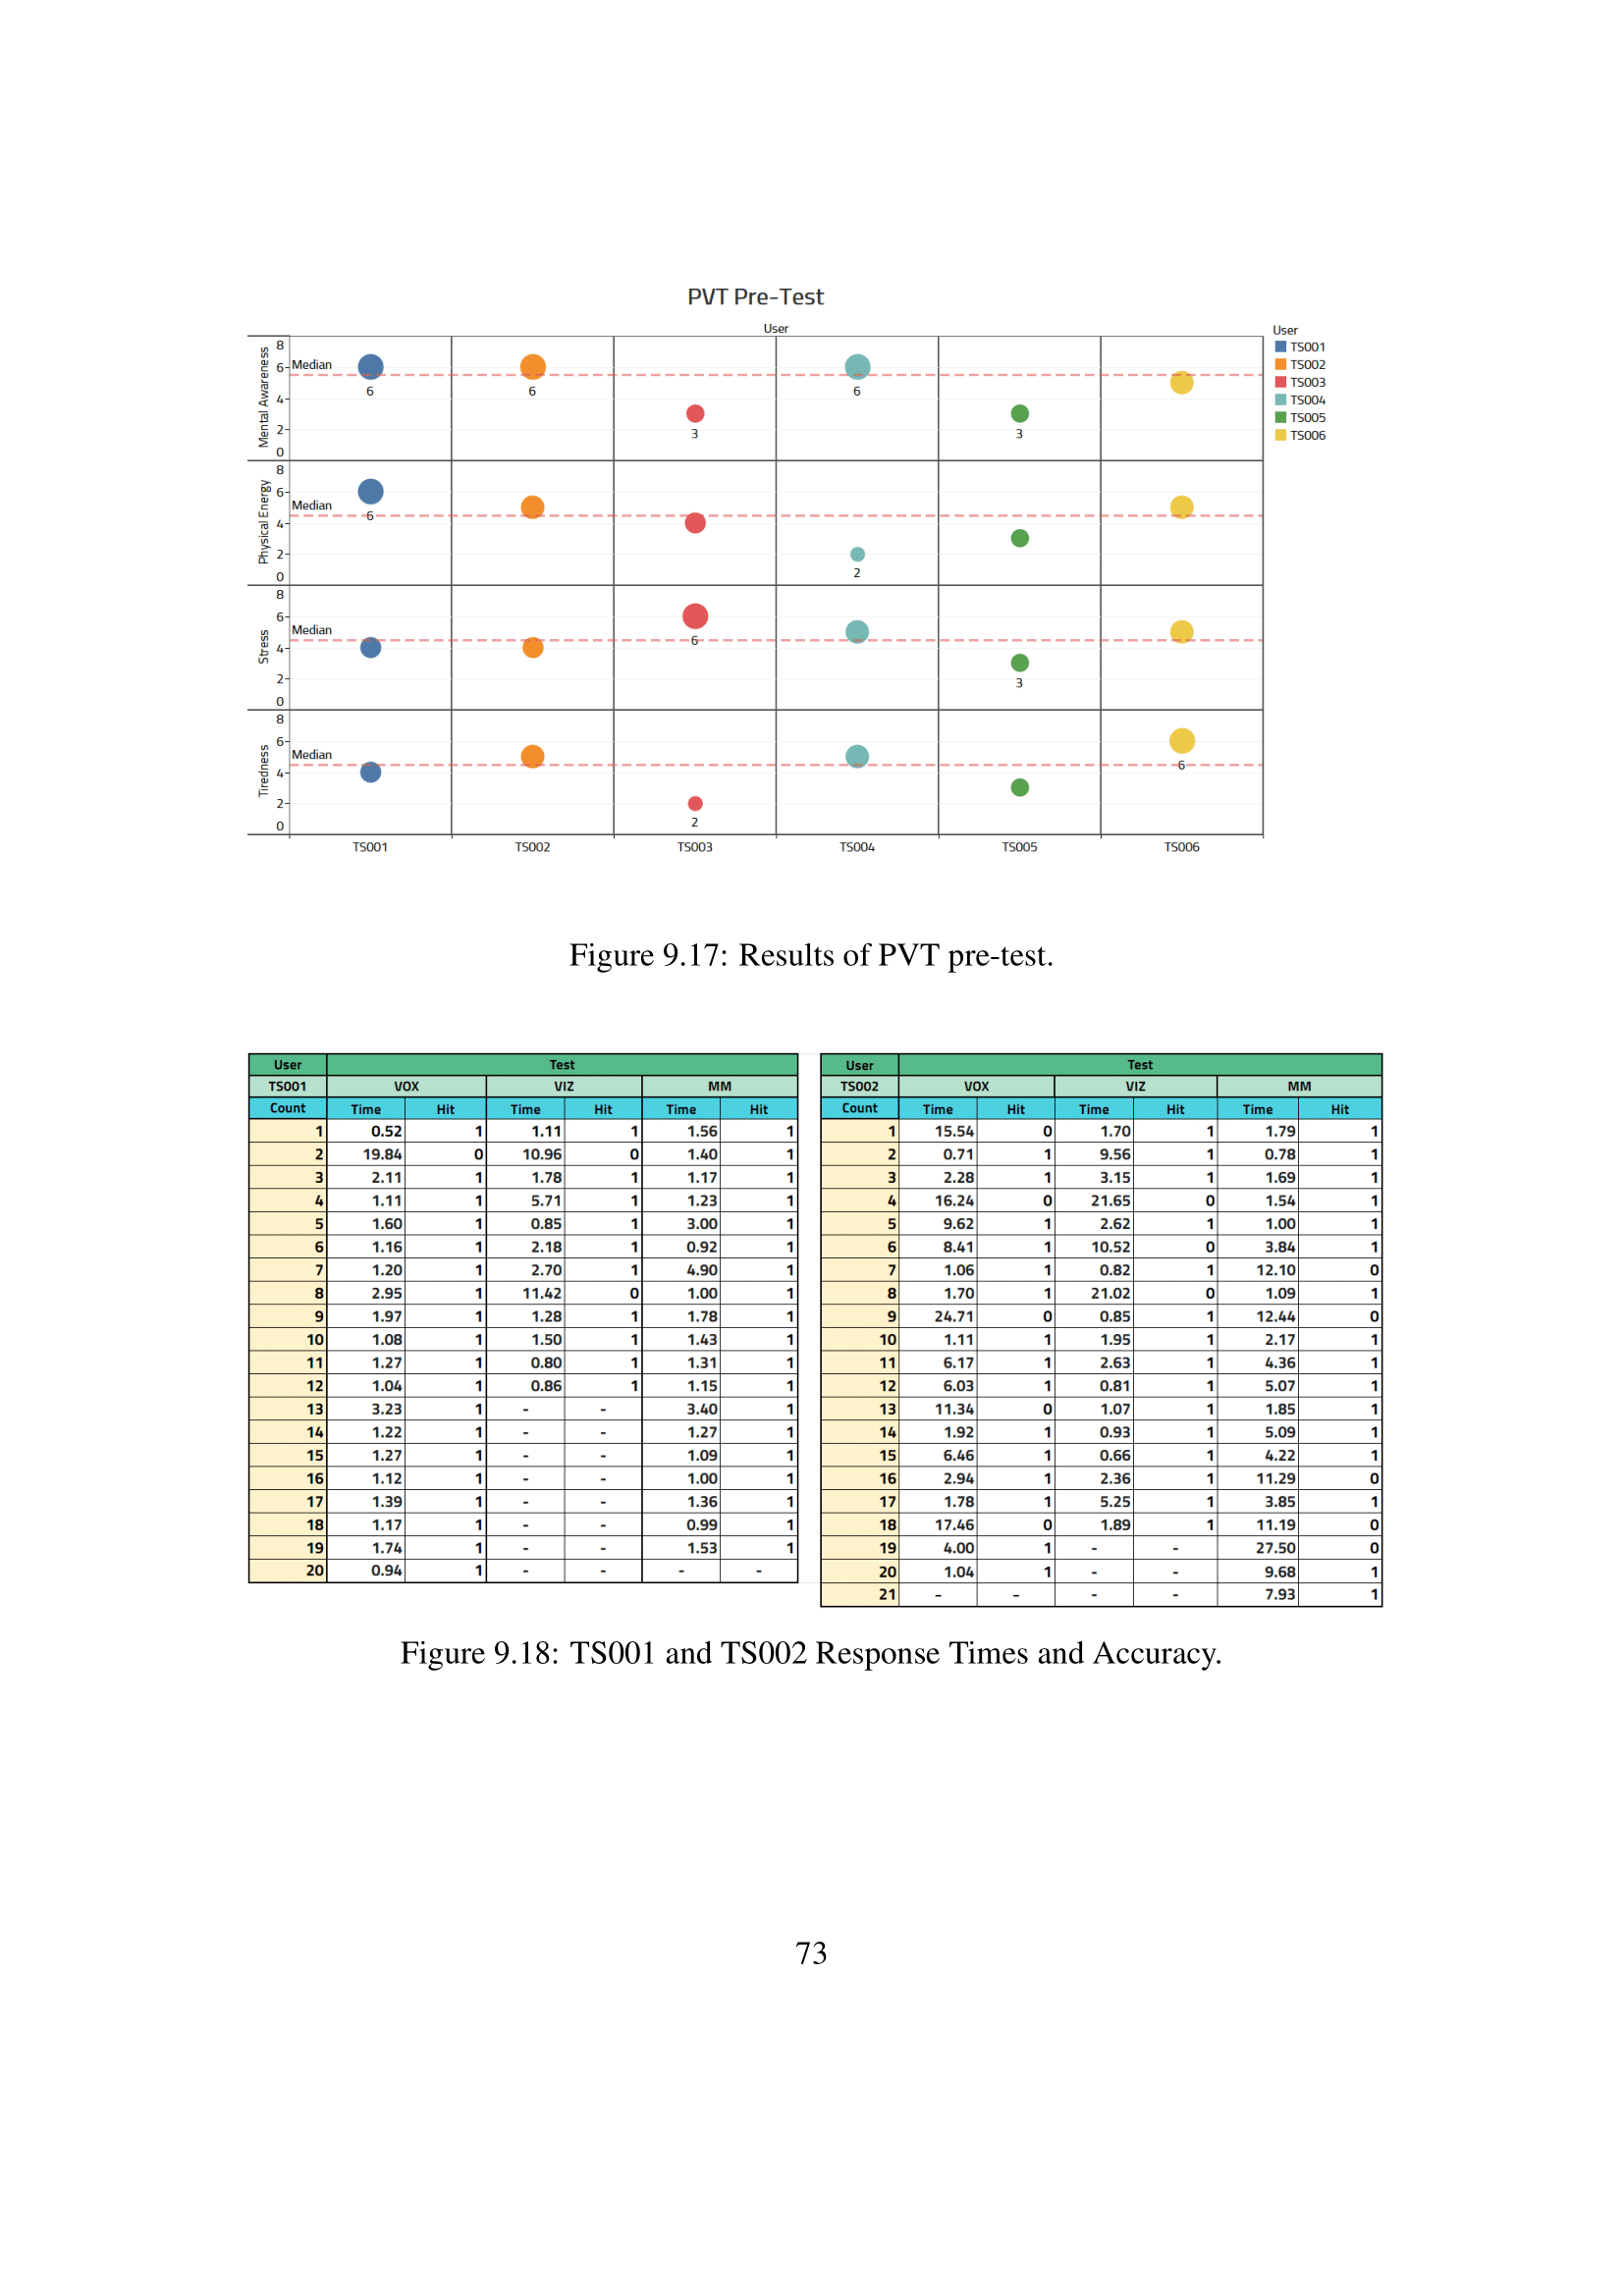 PVT Pre-Test
User
User
TS001
TS002
TS003
TS004
TS005
TS006
Mental Awareness
8
6
4
2
0
Median
6
6
3
6
3
Physical Energy
8
6
4
2
0
Median
6
2
Stress
8
6
4
2
0
Median
6
3
Tiredness
8
6
4
2
0
Median
2
6
TS001 TS002 TS003 TS004 TS005 TS006
Figure 9.17: Results of PVT pre-test.
User Test
TS001 VOX VIZ MM
Count Time Hit Time Hit Time Hit
1 0.52 1 1.11 1 1.56 1
2 19.84 0 10.96 0 1.40 1
3 2.11 1 1.78 1 1.17 1
4 1.11 1 5.71 1 1.23 1
5 1.60 1 0.85 1 3.00 1
6 1.16 1 2.18 1 0.92 1
7 1.20 1 2.70 1 4.90 1
8 2.95 1 11.42 0 1.00 1
9 1.97 1 1.28 1 1.78 1
10 1.08 1 1.50 1 1.43 1
11 1.27 1 0.80 1 1.31 1
12 1.04 1 0.86 1 1.15 1
13 3.23 1 - - 3.40 1
14 1.22 1 - - 1.27 1
15 1.27 1 - - 1.09 1
16 1.12 1 - - 1.00 1
17 1.39 1 - - 1.36 1
18 1.17 1 - - 0.99 1
19 1.74 1 - - 1.53 1
20 0.94 1 - - - -
User Test
TS002 VOX VIZ MM
Count Time Hit Time Hit Time Hit
1 15.54 0 1.70 1 1.79 1
2 0.71 1 9.56 1 0.78 1
3 2.28 1 3.15 1 1.69 1
4 16.24 0 21.65 0 1.54 1
5 9.62 1 2.62 1 1.00 1
6 8.41 1 10.52 0 3.84 1
7 1.06 1 0.82 1 12.10 0
8 1.70 1 21.02 0 1.09 1
9 24.71 0 0.85 1 12.44 0
10 1.11 1 1.95 1 2.17 1
11 6.17 1 2.63 1 4.36 1
12 6.03 1 0.81 1 5.07 1
13 11.34 0 1.07 1 1.85 1
14 1.92 1 0.93 1 5.09 1
15 6.46 1 0.66 1 4.22 1
16 2.94 1 2.36 1 11.29 0
17 1.78 1 5.25 1 3.85 1
18 17.46 0 1.89 1 11.19 0
19 4.00 1 - - 27.50 0
20 1.04 1 - - 9.68 1
21 - - - - 7.93 1
Figure 9.18: TS001 and TS002 Response Times and Accuracy.
73